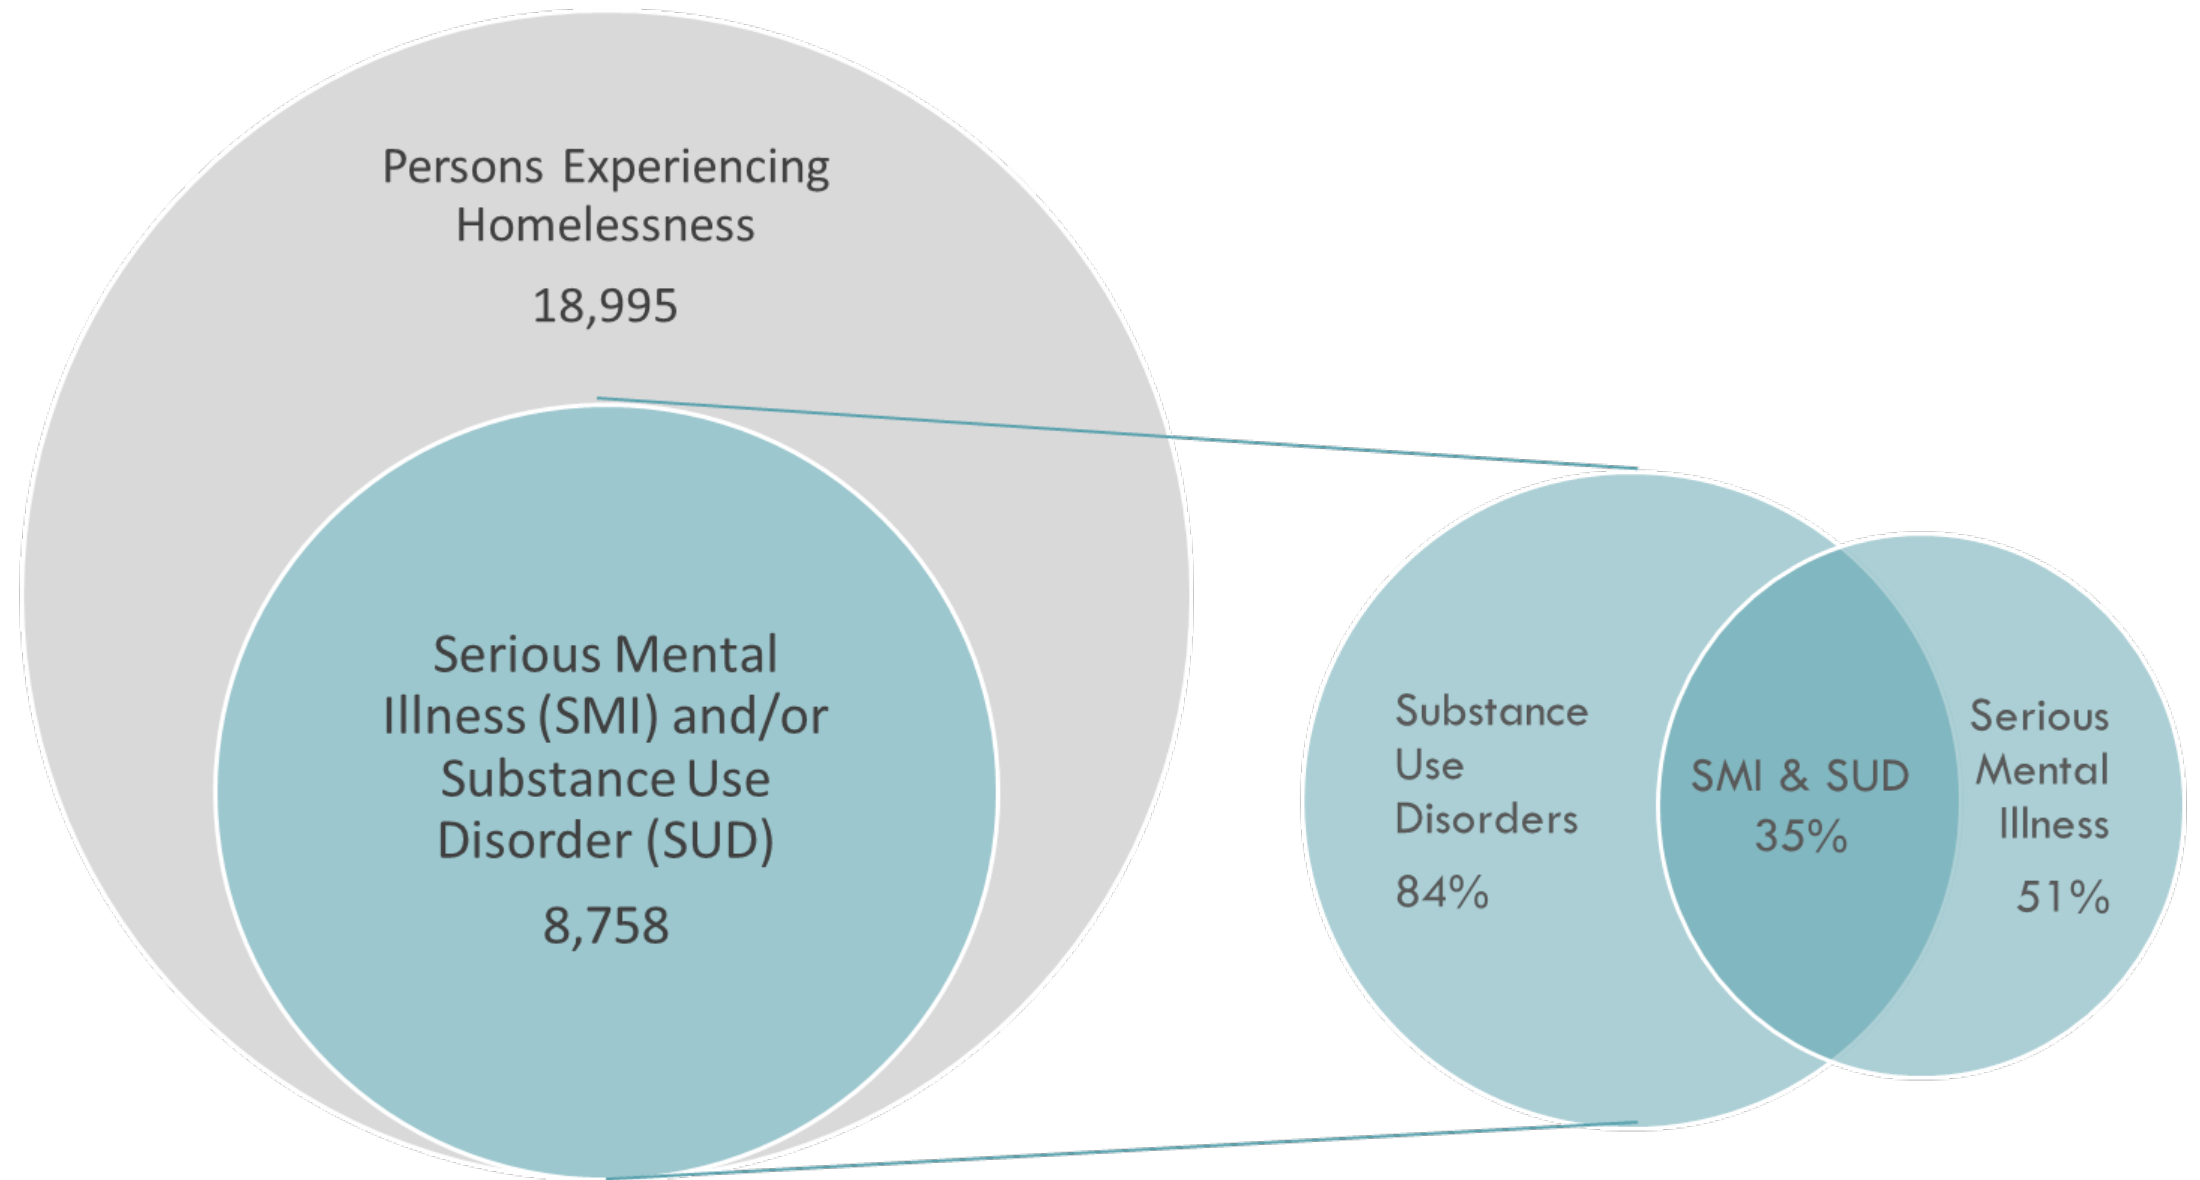 Persons Experiencing
Homelessness
18,995
Serious Mental
Illness (SMI) and/or
Substance Use
Disorder (SUD)
8,758
Substance
Use
Disorders
84%
SMI & SUD
35%
Serious
Mental
Illness
51%